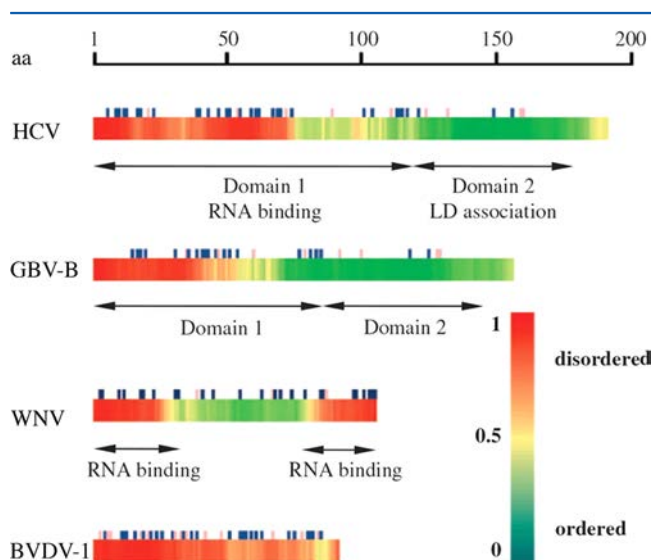 1 50 100 150 200
aa
HCV
Domain 1 Domain 2
RNA binding LD association
GBV-B
Domain 1 Domain 2
1
disordered
WNV
0.5
RNA binding RNA binding
ordered
BVDV-1
0